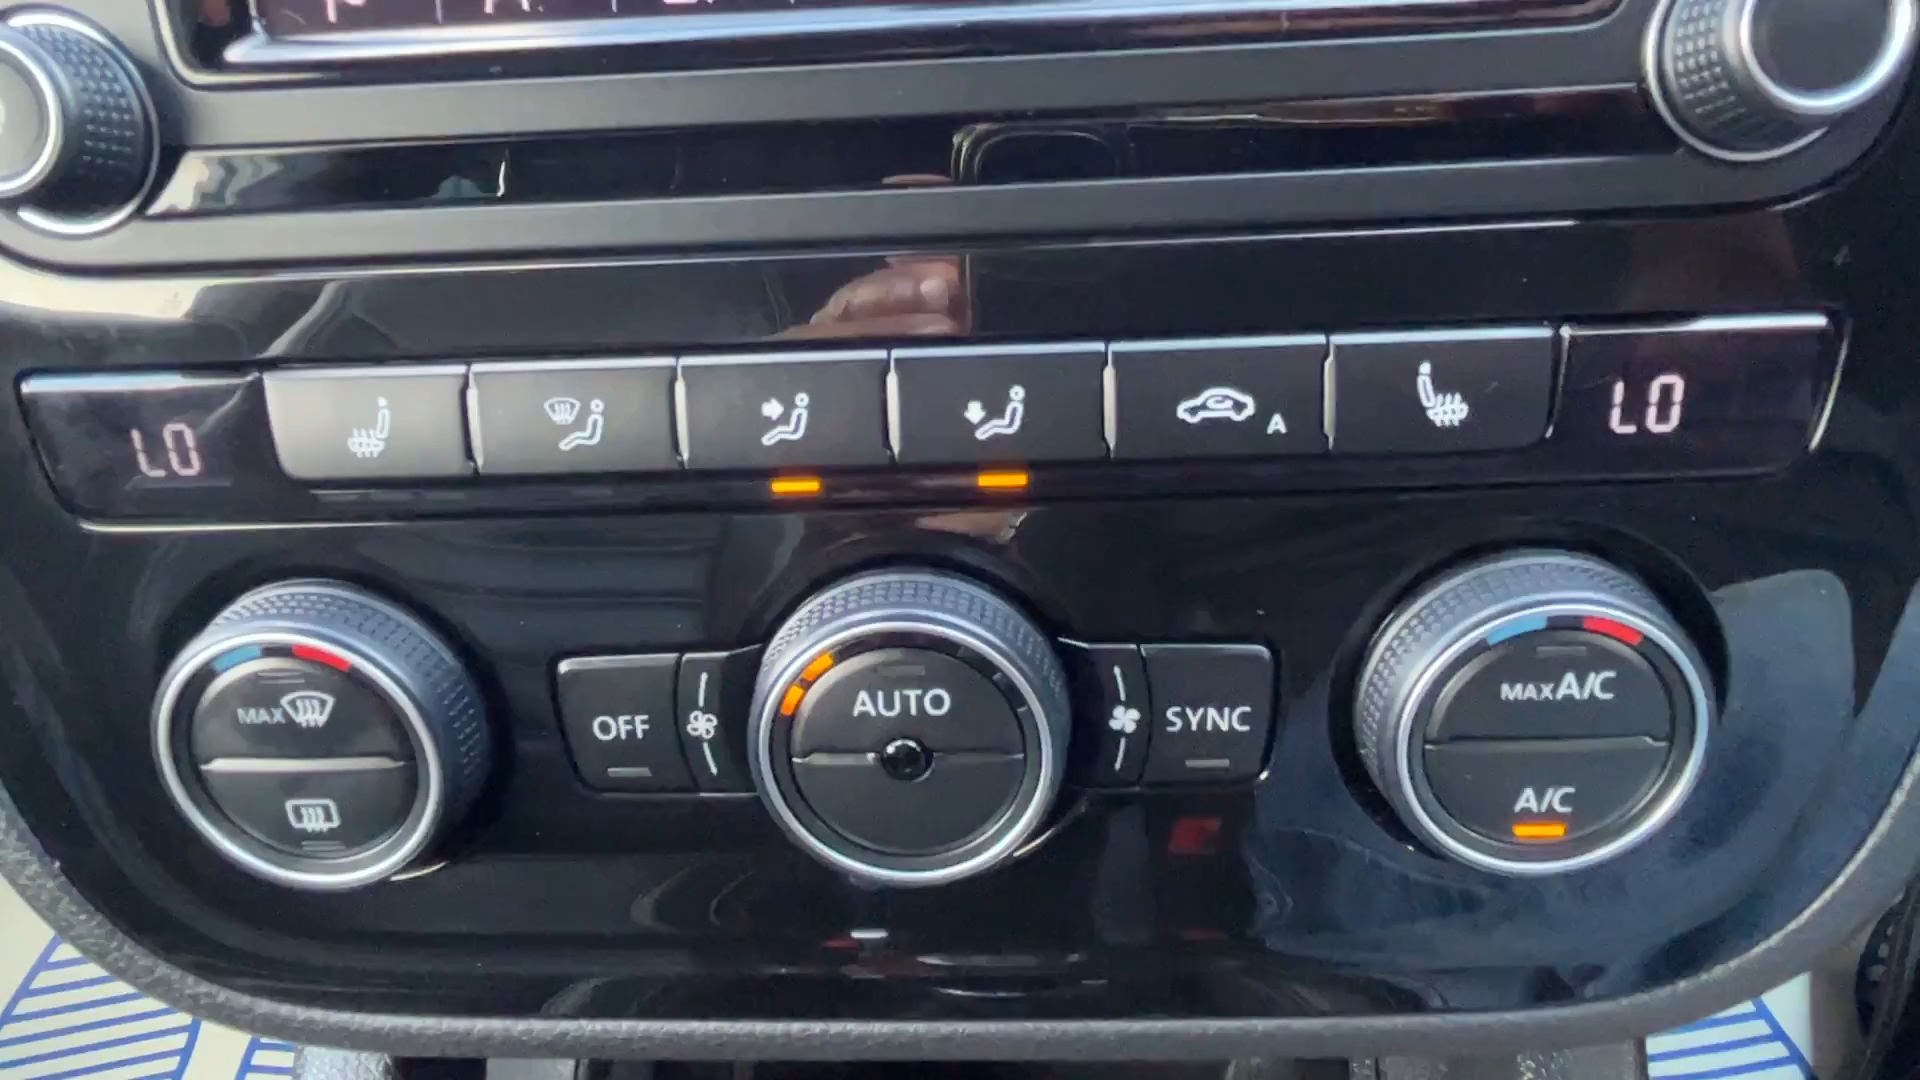 LO
A
LO
MAX
OFF
AUTO
SYNC
MAX A/C
A/C